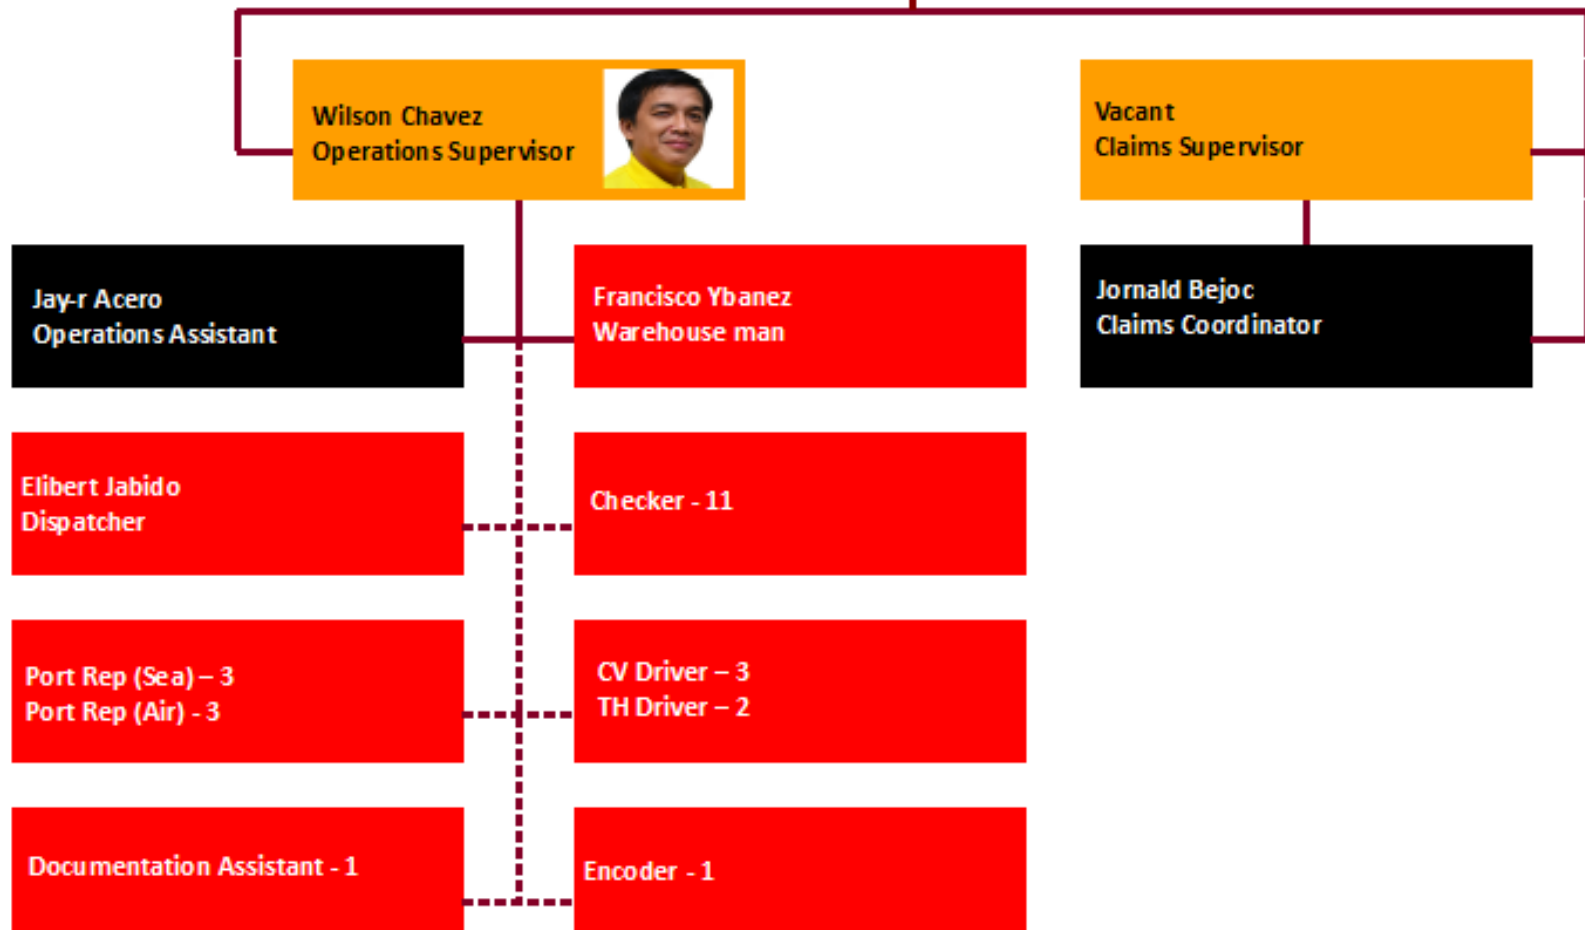 Wilson Chavez
Operations Supervisor
Vacant
Claims Supervisor
Jay-r Acero
Operations Assistant
Francisco Ybanez
Warehouse man
Jornald Bejoc
Claims Coordinator
Elibert Jabido
Dispatcher
Checker - 11
Port Rep (Sea) – 3
Port Rep (Air) - 3
CV Driver – 3
TH Driver – 2
Documentation Assistant - 1
Encoder - 1